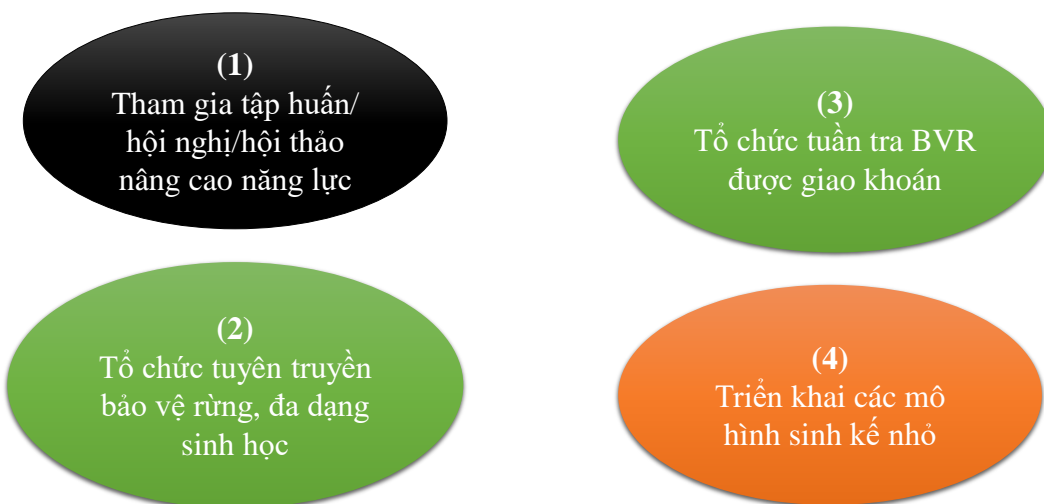 (1)
Tham gia tập huấn/
hội nghị/hội thảo
nâng cao năng lực
(2)
Tổ chức tuyên truyền
bảo vệ rừng, đa dạng
sinh học
(3)
Tổ chức tuần tra BVR
được giao khoán
(4)
Triển khai các mô
hình sinh kế nhỏ